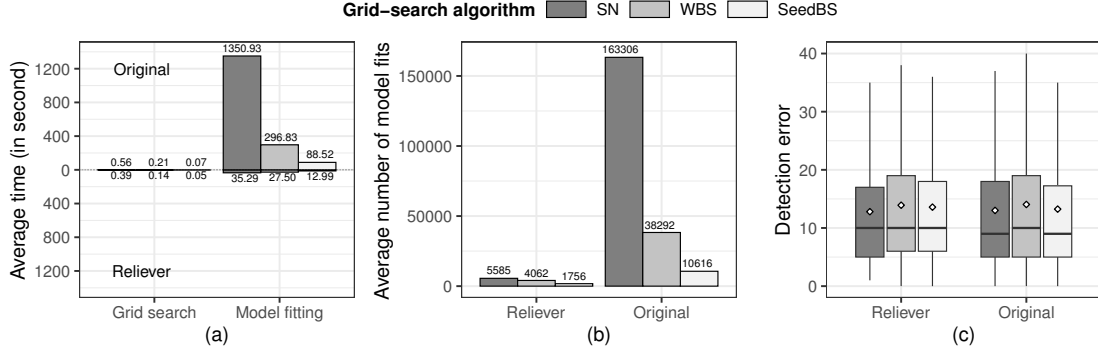 Grid-search algorithm SN WBS SeedBS
Average time (in second)
1200
800
400
0
400
800
1200
Original
Reliever
1350.93
296.83
88.52
0.56 0.21 0.07
0.39 0.14 0.05
35.29 27.50 12.99
Grid search Model fitting
(a)
Average number of model fits
150000
100000
50000
0
163306
38292
10616
5585 4062 1756
Reliever Original
(b)
Detection error
40
30
20
10
0
Reliever Original
(c)